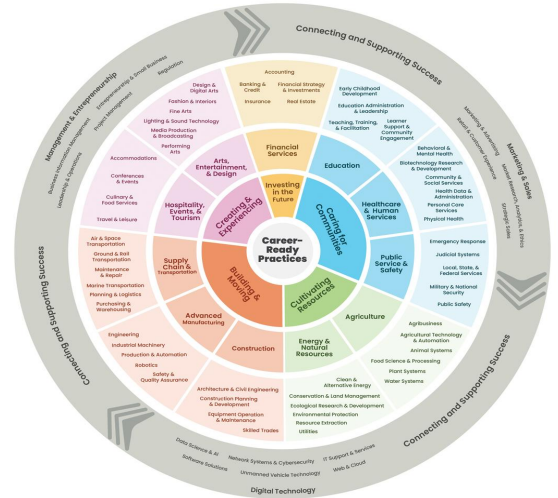 Career-
Ready
Practices
Investing
in the
Future
Caring for
Communities
Cultivating
Resources
Building
& Moving
Creating &
Experiencing
Financial
Services
Education
Healthcare
& Human
Services
Public
Service &
Safety
Agriculture
Energy &
Natural
Resources
Construction
Advanced
Manufacturing
Supply
Chain &
Transportation
Hospitality,
Events, &
Tourism
Arts,
Entertainment,
& Design
Accounting
Banking &
Credit
Financial Strategy
& Investments
Insurance
Real Estate
Early Childhood
Development
Education Administration
& Leadership
Teaching, Training,
& Facilitation
Learner
Support &
Community
Engagement
Behavioral &
Mental Health
Biotechnology Research
& Development
Community &
Social Services
Health Data &
Administration
Personal Care
Services
Physical Health
Emergency Response
Judicial Systems
Local, State, &
Federal Services
Military & National
Security
Public Safety
Agribusiness
Agricultural Technology
& Automation
Animal Systems
Food Science & Processing
Plant Systems
Water Systems
Clean &
Alternative Energy
Conservation & Land Management
Ecological Research & Development
Environmental Protection
Resource Extraction
Utilities
Architecture & Civil Engineering
Construction Planning
& Development
Equipment Operation
& Maintenance
Skilled Trades
Engineering
Industrial Machinery
Production & Automation
Robotics
Safety &
Quality Assurance
Air & Space
Transportation
Ground & Rail
Transportation
Maintenance
& Repair
Marine Transportation
Planning & Logistics
Purchasing &
Warehousing
Accommodations
Conferences &
Events
Culinary &
Food Services
Travel & Leisure
Design &
Digital Arts
Fashion & Interiors
Fine Arts
Lighting & Sound Technology
Media Production
& Broadcasting
Performing
Arts
Connecting and Supporting Success
Marketing & Sales
Marketing & Advertising
Retail & Customer Experience
Market Research, Analytics, & Ethics
Strategic Sales
Connecting and Supporting Success
Digital Technology
Data Science & AI
Network Systems & Cybersecurity
IT Support & Services
Software Solutions
Unmanned Vehicle Technology
Web & Cloud
Connecting and Supporting Success
Management & Entrepreneurship
Entrepreneurship & Small Business
Regulation
Business Information Management
Project Management
Leadership & Operations